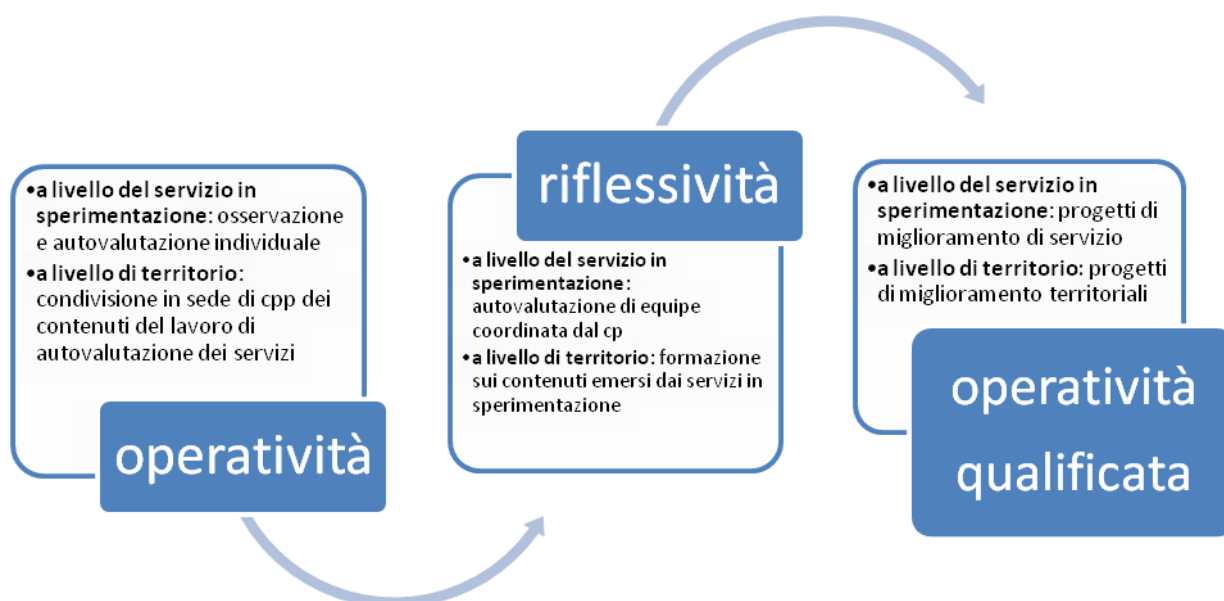 •a livello del servizio in
sperimentazione: osservazione
e autovalutazione individuale
•a livello di territorio:
condivisione in sede di cpp dei
contenuti del lavoro di
autovalutazione dei servizi
operatività
riflessività
•a livello del servizio in
sperimentazione:
autovalutazione di equipe
coordinata dal cp
•a livello di territorio: formazione
sui contenuti emersi dai servizi in
sperimentazione
•a livello del servizio in
sperimentazione: progetti di
miglioramento di servizio
•a livello di territorio: progetti
di miglioramento territoriali
operatività
qualificata